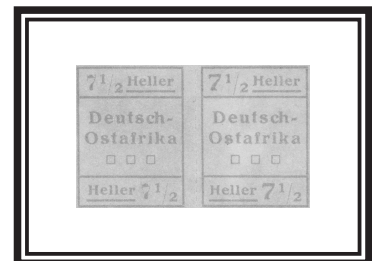 7 1/2 Heller
Deutsch-
Ostafrika
Heller 7 1/2
7 1/2 Heller
Deutsch-
Ostafrika
Heller 7 1/2